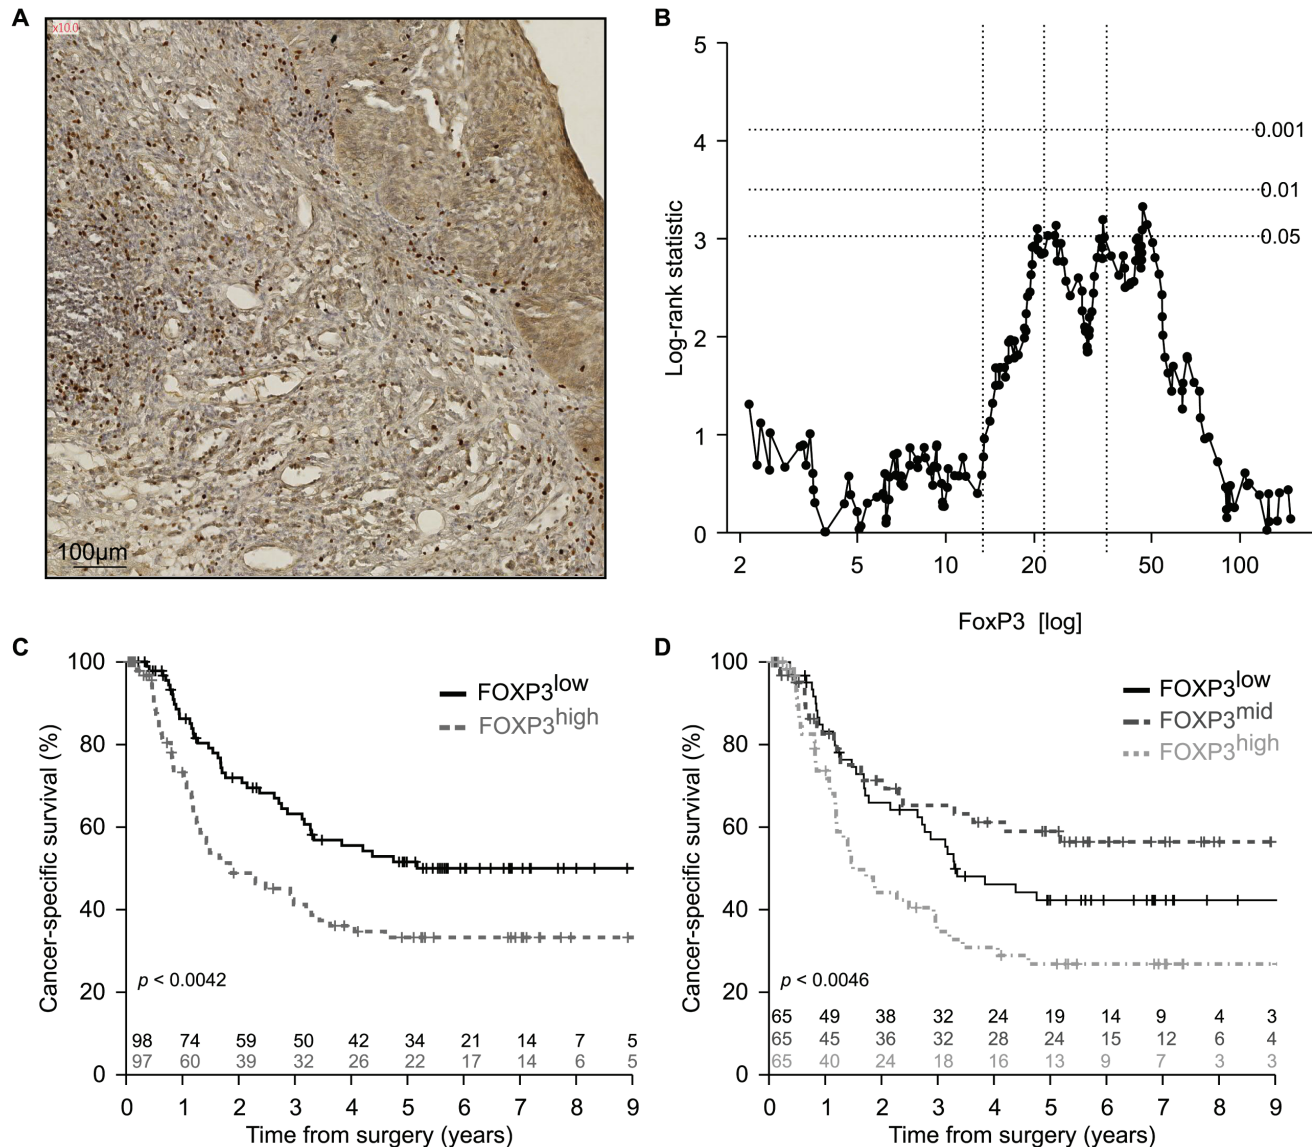 A
x10.0
100µm
B
5
4
3
2
1
0
0.001
0.01
0.05
Log-rank statistic
2 5 10 20 50 100
FoxP3 [log]
C
100
80
60
40
20
0
Cancer-specific survival (%)
FOXP3low
FOXP3high
p < 0.0042
98 74 59 50 42 34 21 14 7 5
97 60 39 32 26 22 17 14 6 5
0 1 2 3 4 5 6 7 8 9
Time from surgery (years)
D
100
80
60
40
20
0
Cancer-specific survival (%)
FOXP3low
FOXP3mid
FOXP3high
p < 0.0046
65 49 38 32 24 19 14 9 4 3
65 45 36 32 28 24 15 12 6 4
65 40 24 18 16 13 9 7 3 3
0 1 2 3 4 5 6 7 8 9
Time from surgery (years)